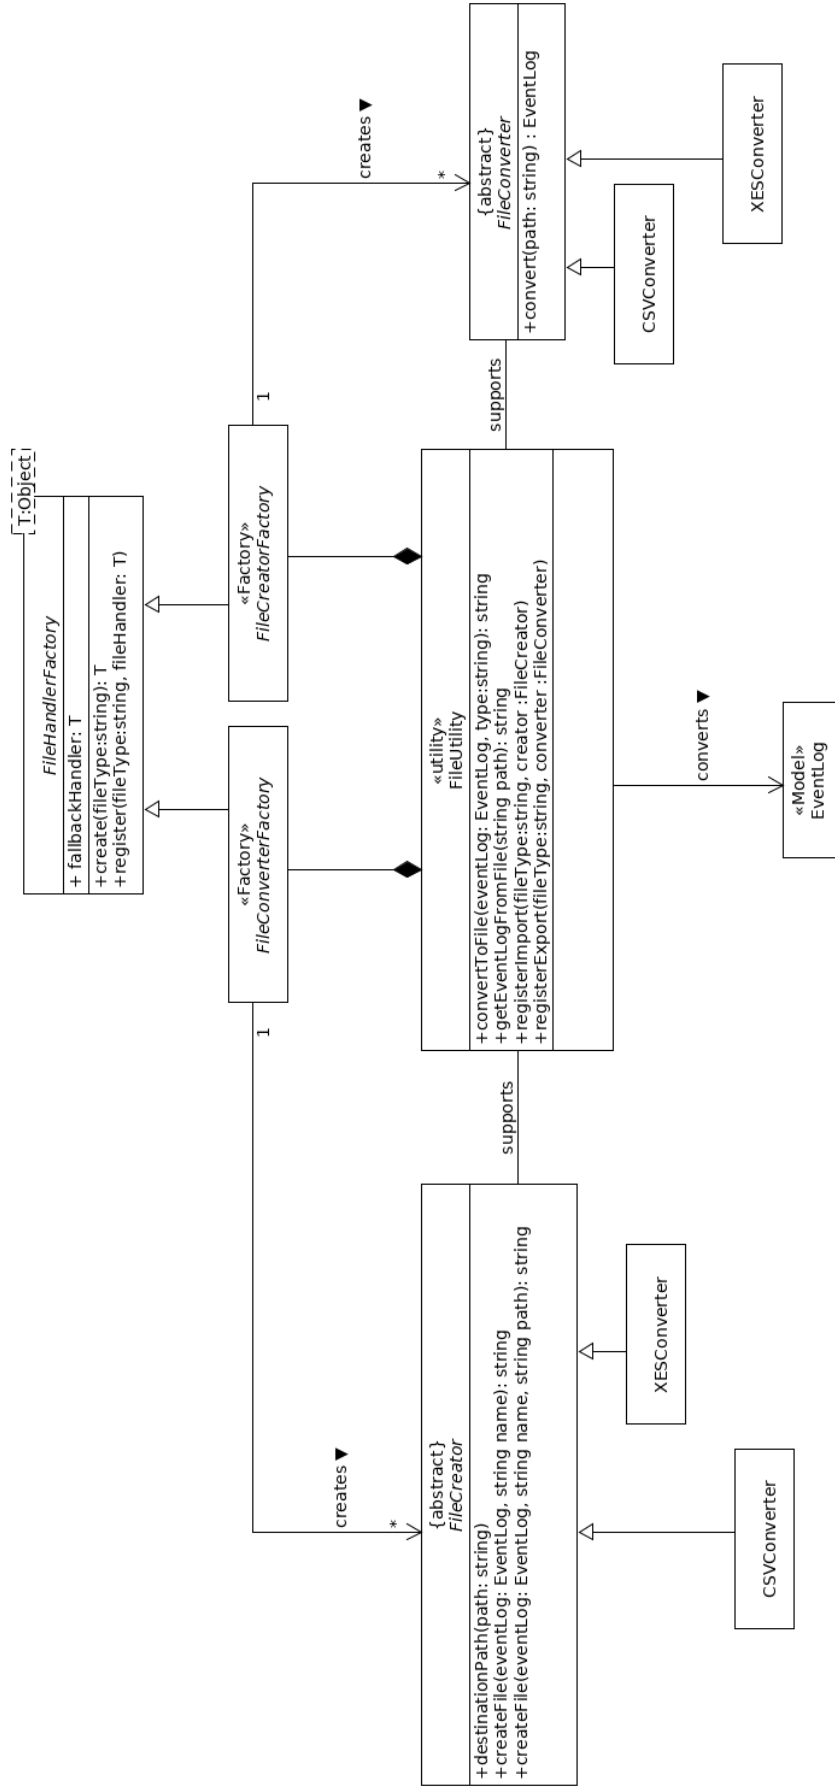 T:Object
FileHandlerFactory
+ fallbackHandler: T
+create(fileType:string): T
+register(fileType:string, fileHandler: T)
«Factory»
FileConverterFactory
«Factory»
FileCreatorFactory
1
1
creates ▼
*
creates ▼
*
{abstract}
FileCreator
+destinationPath(path: string)
+createFile(eventLog: EventLog, string name): string
+createFile(eventLog: EventLog, string name, string path): string
supports
«utility»
FileUtility
+convertToFile(eventLog: EventLog, type:string): string
+getEventLogFromFile(string path): string
+registerImport(fileType:string, creator :FileCreator)
+registerExport(fileType:string, converter :FileConverter)
supports
{abstract}
FileConverter
+convert(path: string) : EventLog
CSVConverter
XESConverter
CSVConverter
XESConverter
converts ▼
«Model»
EventLog